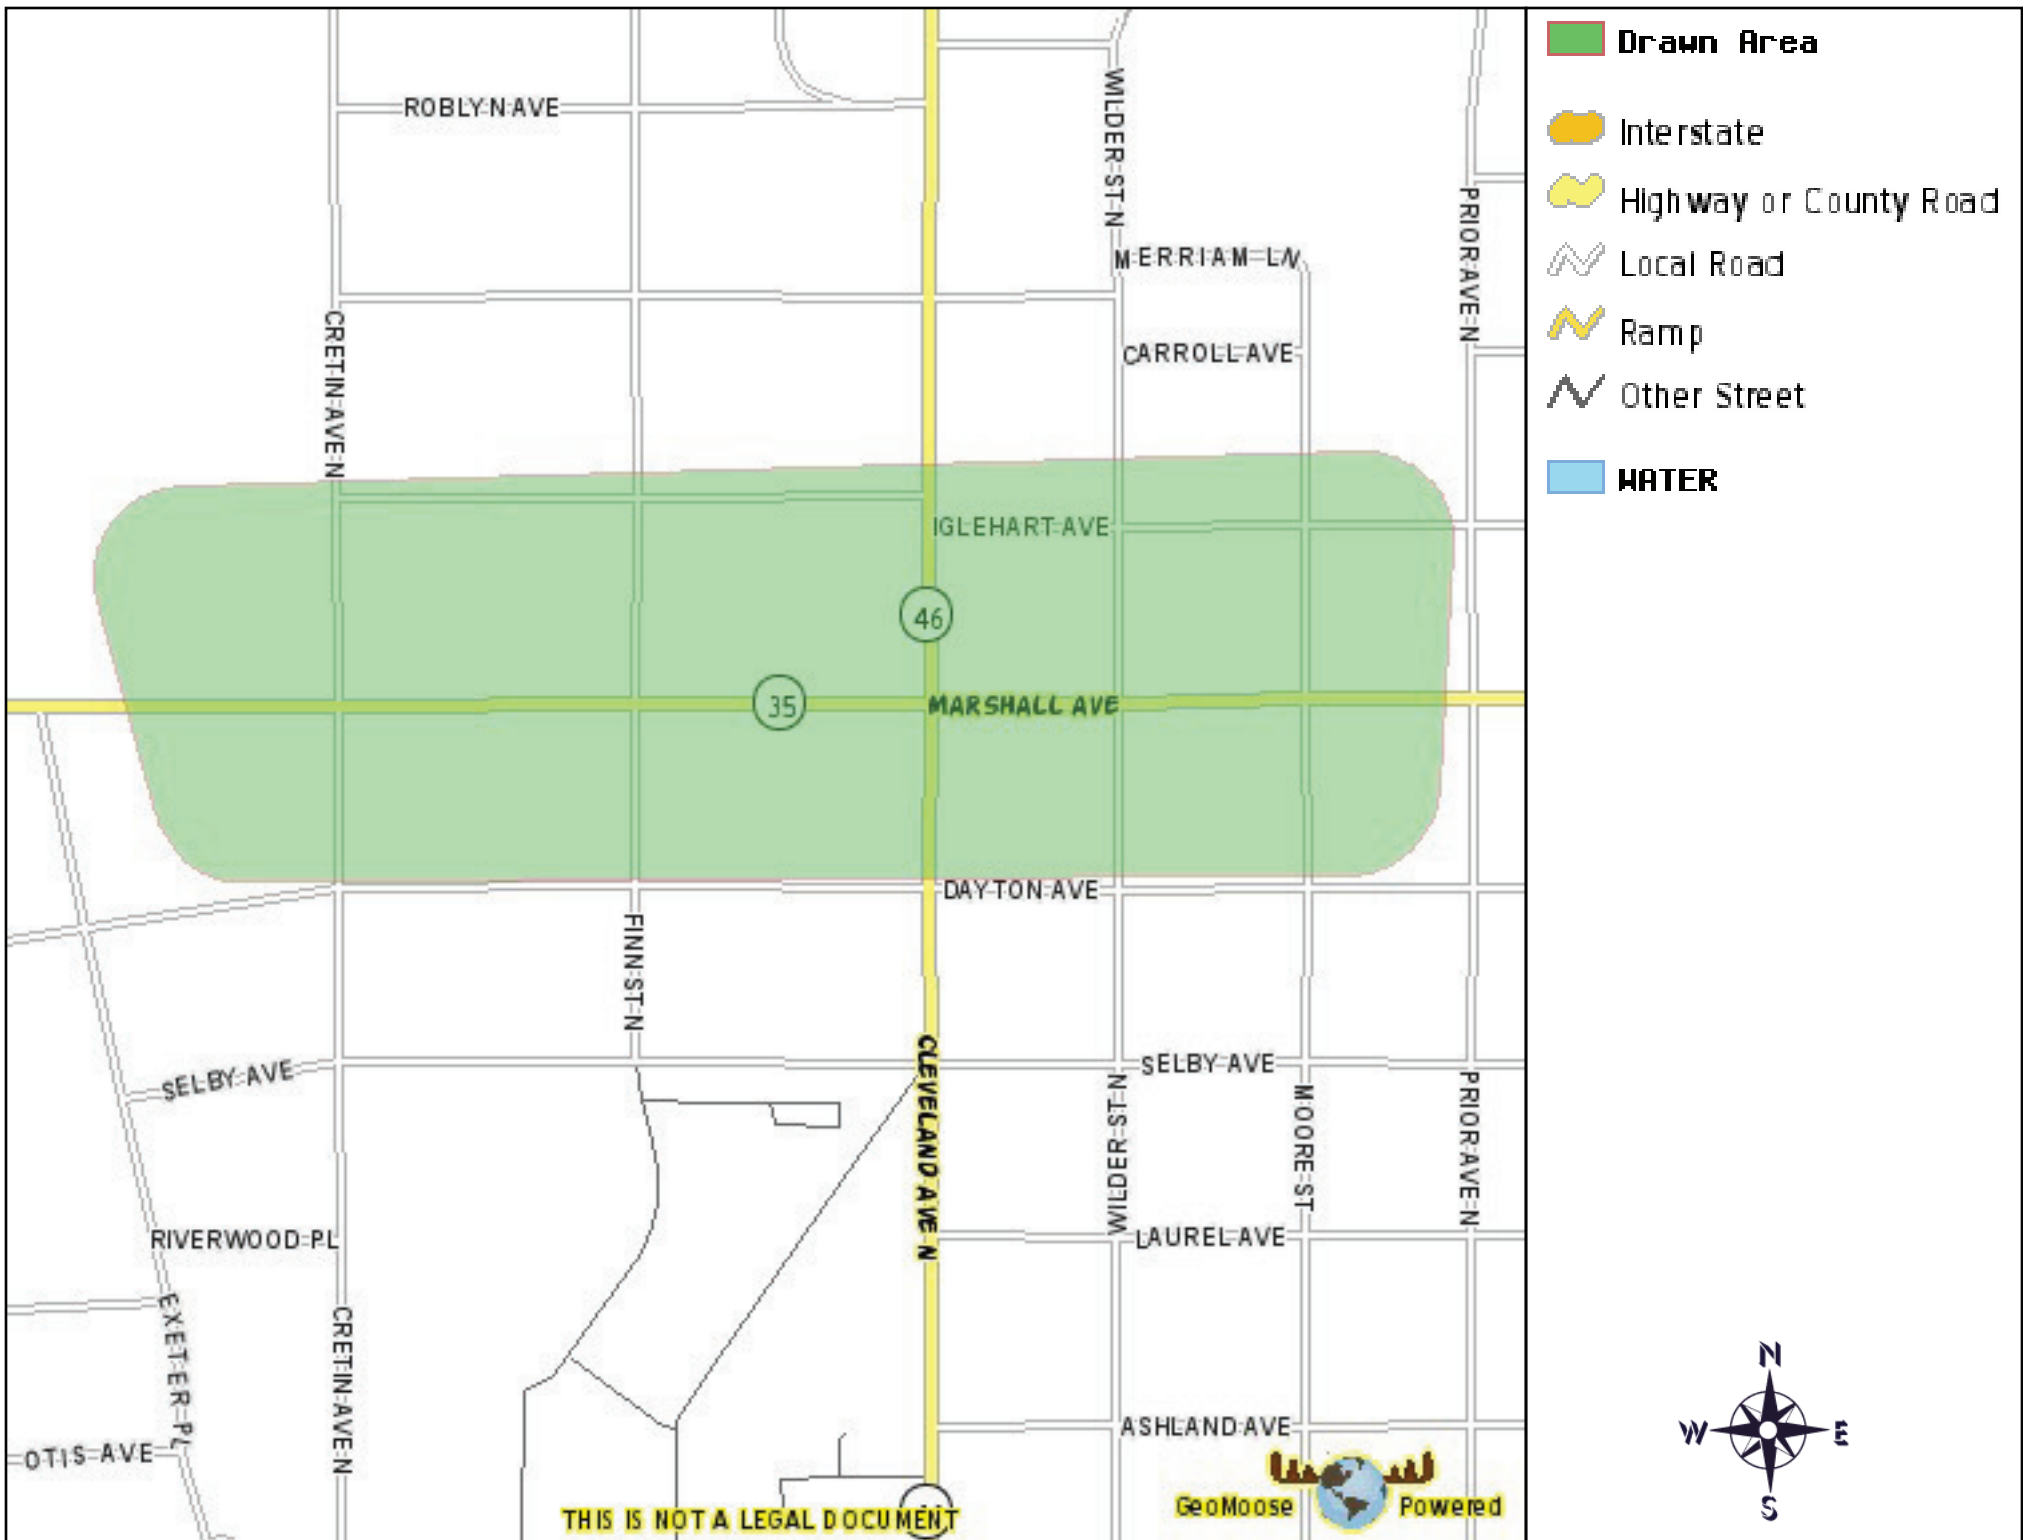 Drawn Area
Interstate
Highway or County Road
Local Road
Ramp
Other Street
WATER
ROBLYN AVE
WILDER ST N
PRIOR AVE N
MERRIAM LN
CRETIN AVE N
CARROLL AVE
IGLEHART AVE
46
35
MARSHALL AVE
DAYTON AVE
FINN ST N
CLEVELAND AVE N
SELBY AVE
SELBY AVE
WILDER ST N
MOORE ST
PRIOR AVE N
RIVERWOOD PL
LAUREL AVE
EXETER PL
CRETIN AVE N
ASHLAND AVE
OTIS AVE
THIS IS NOT A LEGAL DOCUMENT
GeoMoose Powered
N
W E
S